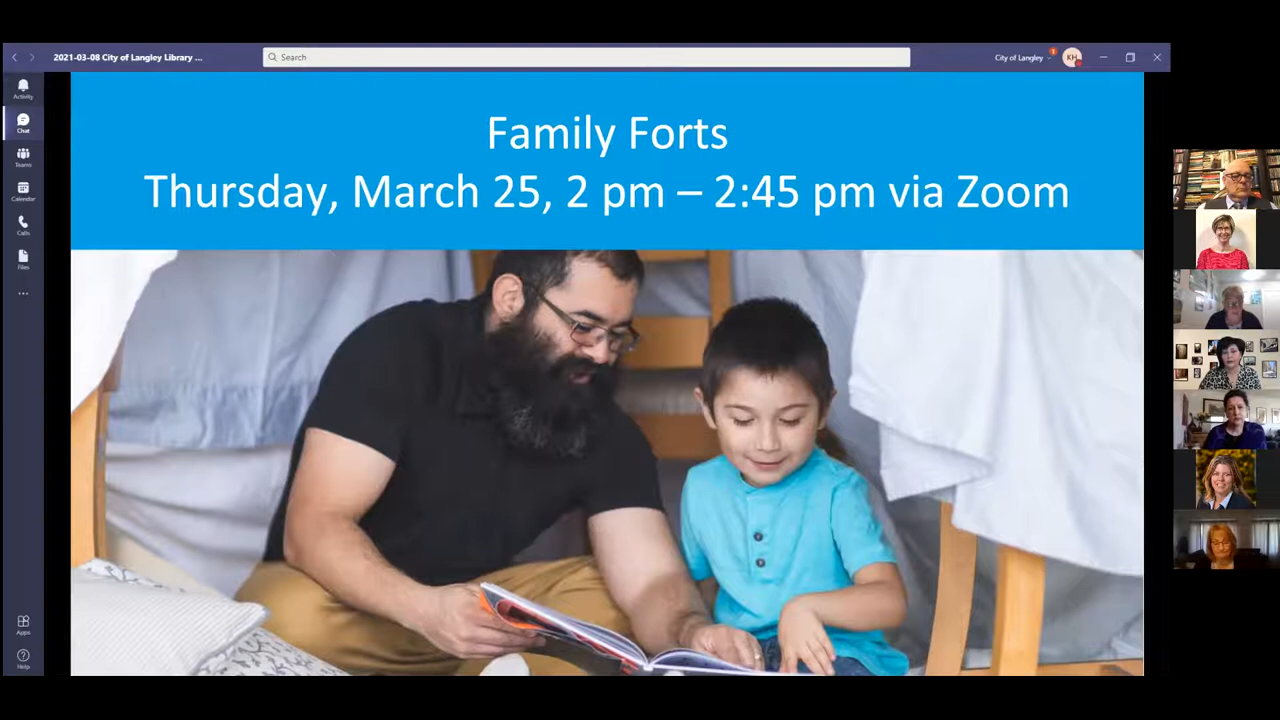 2021-03-08 City of Langley Library ...
Search
City of Langley
1
KH
Activity
Chat
Teams
Calendar
Calls
Files
...
Apps
Help
Family Forts
Thursday, March 25, 2 pm – 2:45 pm via Zoom